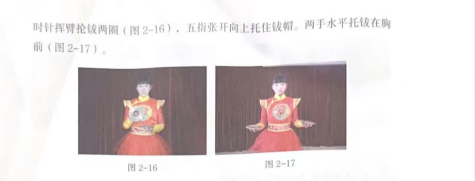 时针挥臂抡钹两圈（图 2-16），五指张开向上托住钹帽。两手水平托钹在胸
前（图 2-17）。
图 2-16
图 2-17